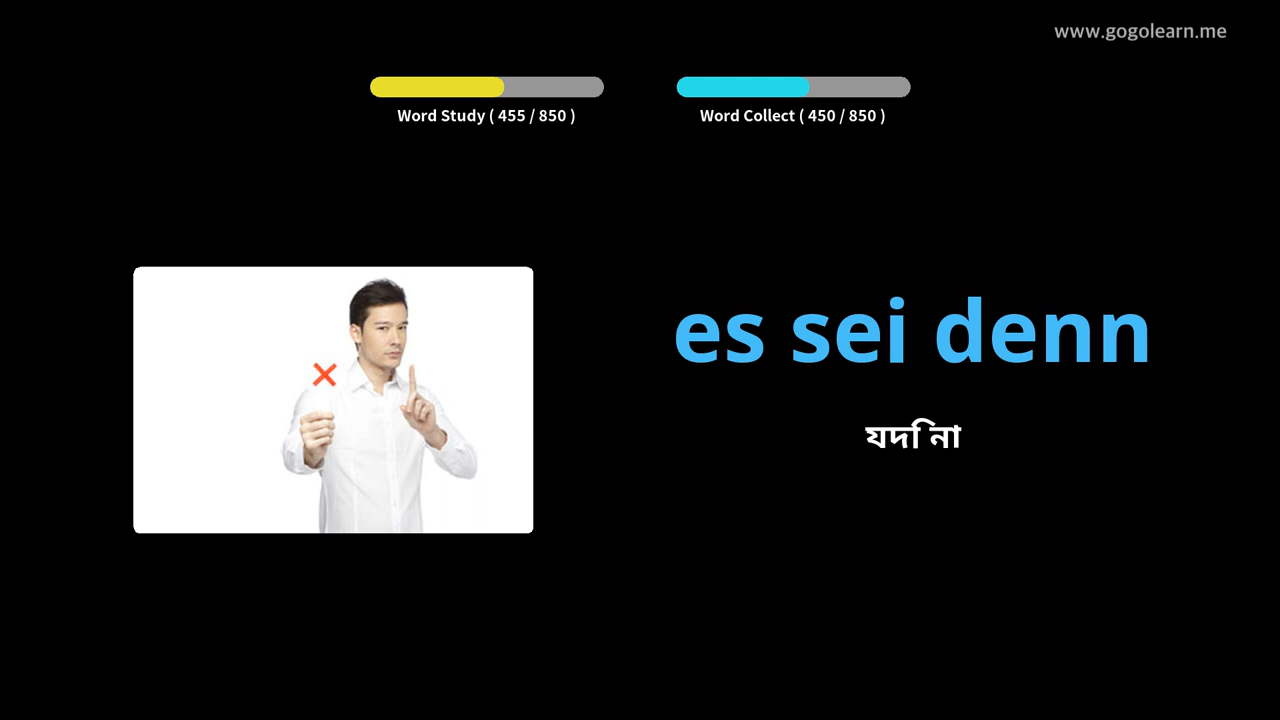 www.gogolearn.me
Word Study ( 455 / 850 )
Word Collect ( 450 / 850 )
es sei denn
যদি না